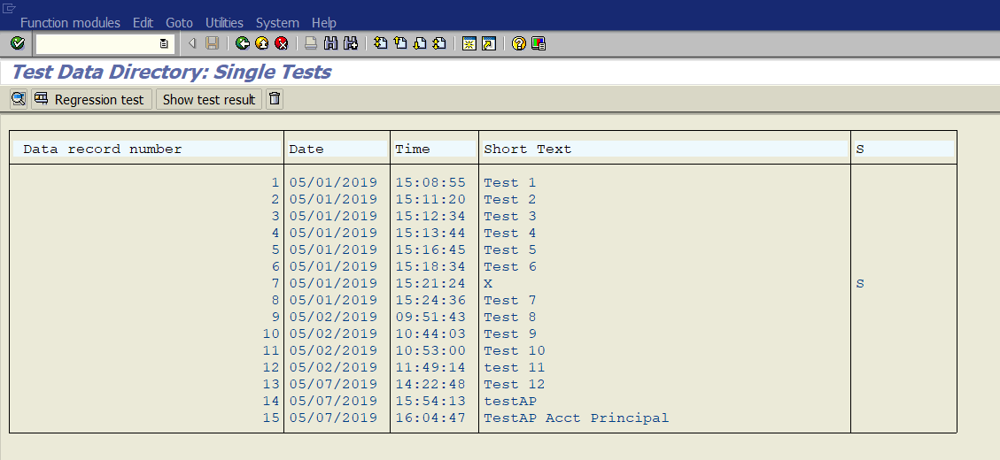 Function modules Edit Goto Utilities System Help
Test Data Directory: Single Tests
Regression test Show test result
Data record number Date Time Short Text S
1 05/01/2019 15:08:55 Test 1
2 05/01/2019 15:11:20 Test 2
3 05/01/2019 15:12:34 Test 3
4 05/01/2019 15:13:44 Test 4
5 05/01/2019 15:16:45 Test 5
6 05/01/2019 15:18:34 Test 6
7 05/01/2019 15:21:24 X S
8 05/01/2019 15:24:36 Test 7
9 05/02/2019 09:51:43 Test 8
10 05/02/2019 10:44:03 Test 9
11 05/02/2019 10:53:00 Test 10
12 05/02/2019 11:49:14 test 11
13 05/07/2019 14:22:48 Test 12
14 05/07/2019 15:54:13 testAP
15 05/07/2019 16:04:47 TestAP Acct Principal